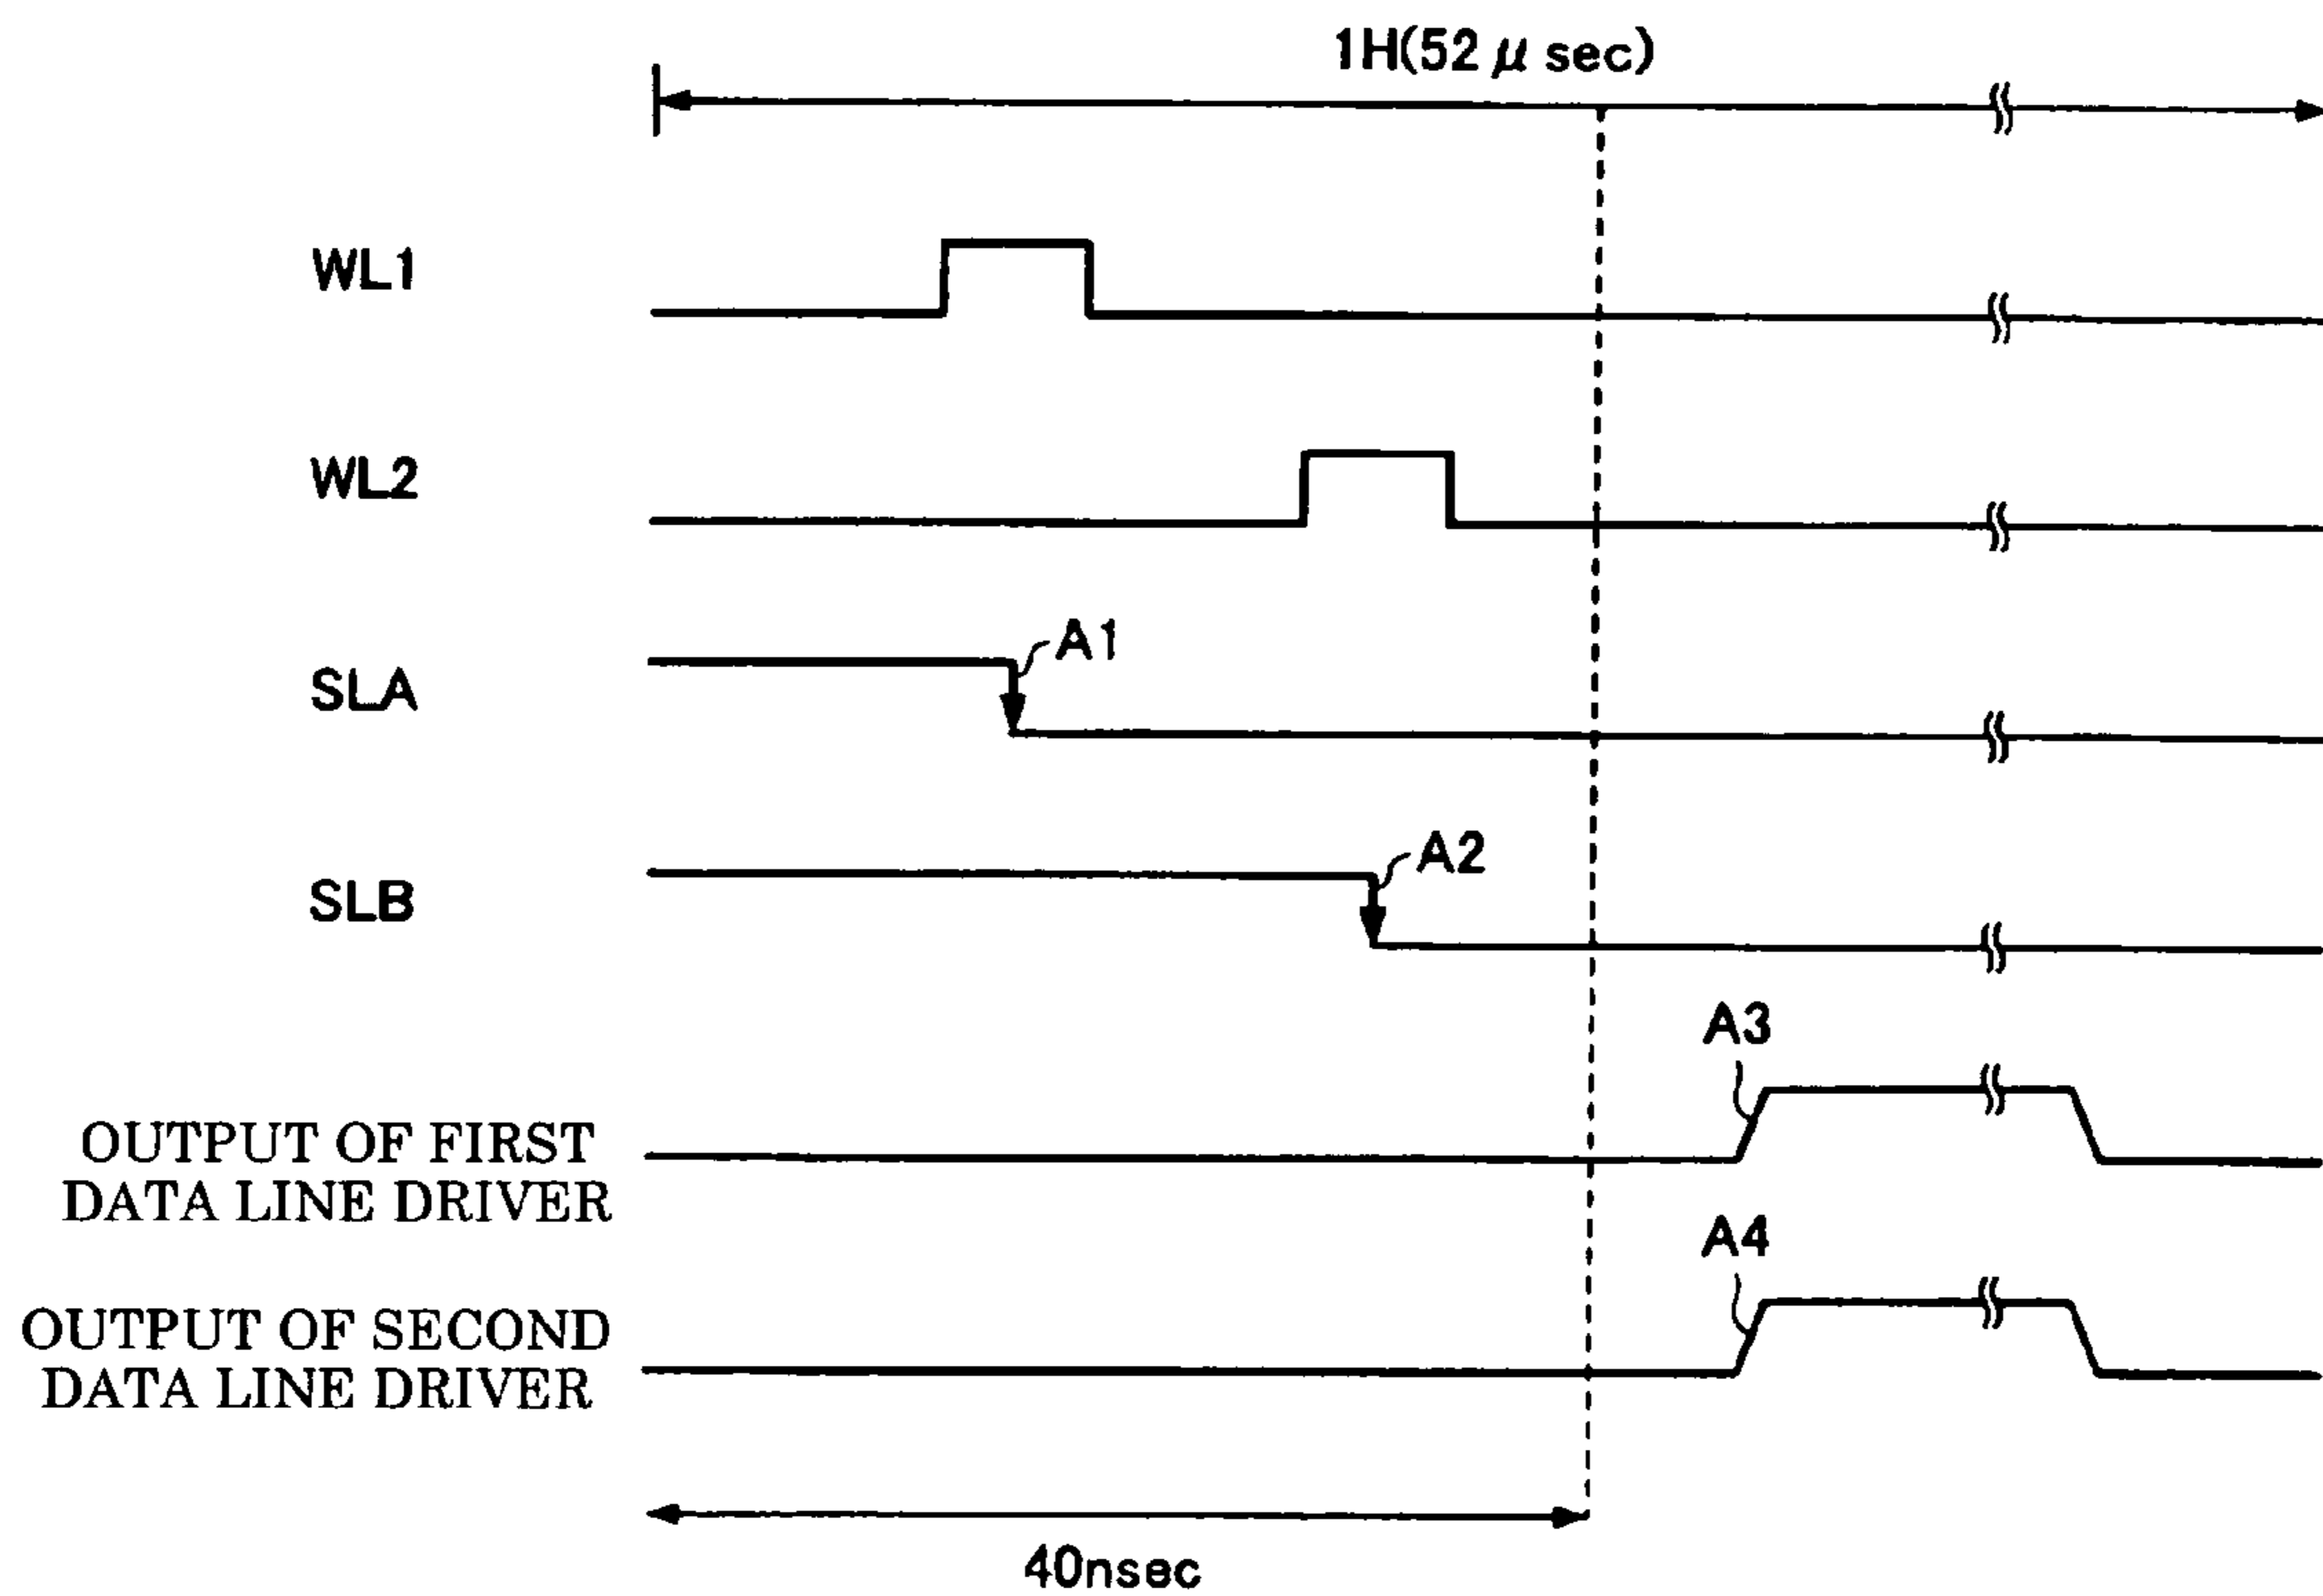 1H(52 μ sec)
WL1
WL2
SLA
A1
SLB
A2
A3
OUTPUT OF FIRST
DATA LINE DRIVER
A4
OUTPUT OF SECOND
DATA LINE DRIVER
40nsec